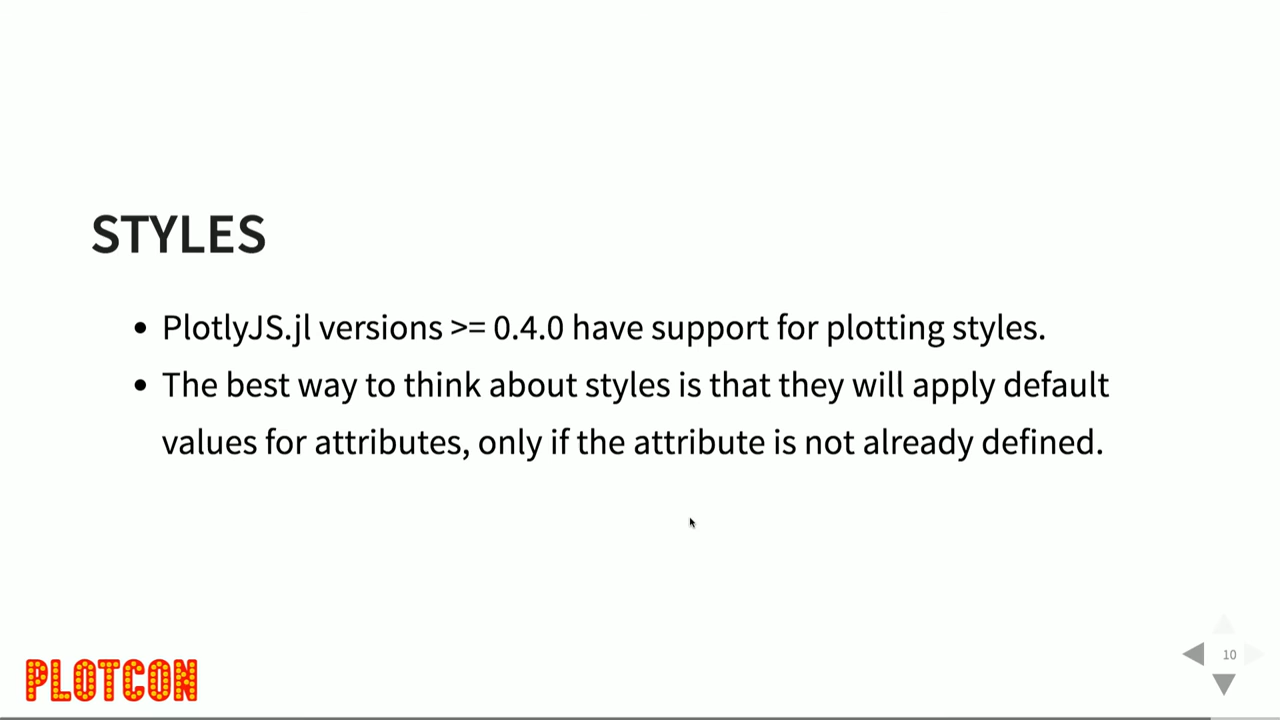 STYLES
PlotlyJS.jl versions >= 0.4.0 have support for plotting styles.
The best way to think about styles is that they will apply default
values for attributes, only if the attribute is not already defined.
PLOTCON
10